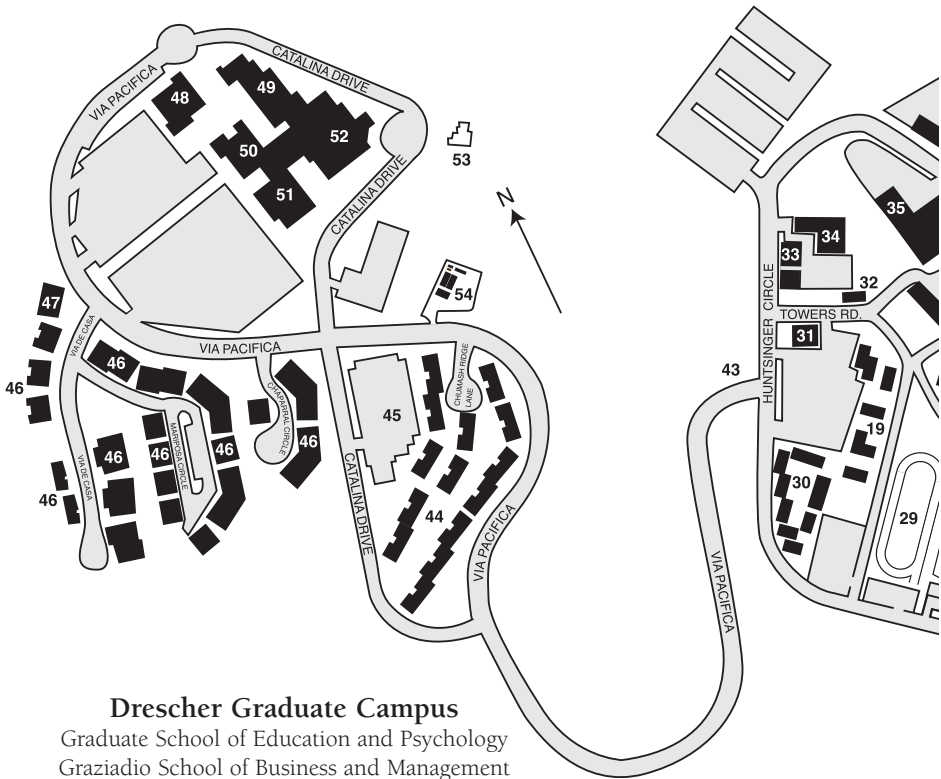 CATALINA DRIVE
VIA PACIFICA
49
48
52
50
53
51
CATALINA DRIVE
N
35
34
33
54
32
47
HUNTSINGER CIRCLE
TOWERS RD.
VIA DE CASA
31
VIA PACIFICA
46
43
46
CHUMASH RIDGE
LANE
CHAPARRAL CIRCLE
45
19
MARIPOSA CIRCLE
46
46
46
46
VIA DE CASA
46
30
CATALINA DRIVE
44
29
VIA PACIFICA
VIA PACIFICA
Drescher Graduate Campus
Graduate School of Education and Psychology
Graziadio School of Business and Management